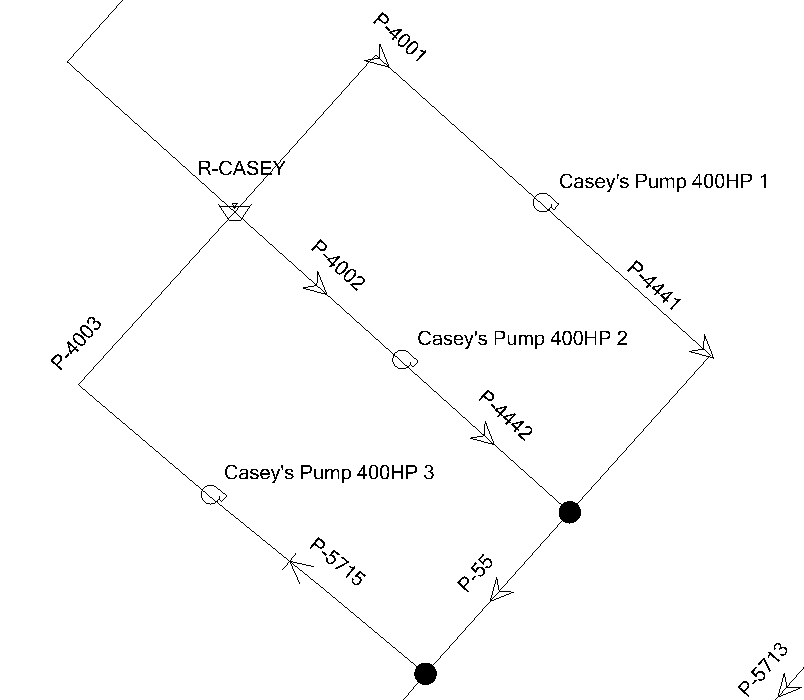 P-4001
R-CASEY
Casey's Pump 400HP 1
P-4002
P-4441
P-4003
Casey's Pump 400HP 2
P-4442
Casey's Pump 400HP 3
P-5715
P-55
P-5713